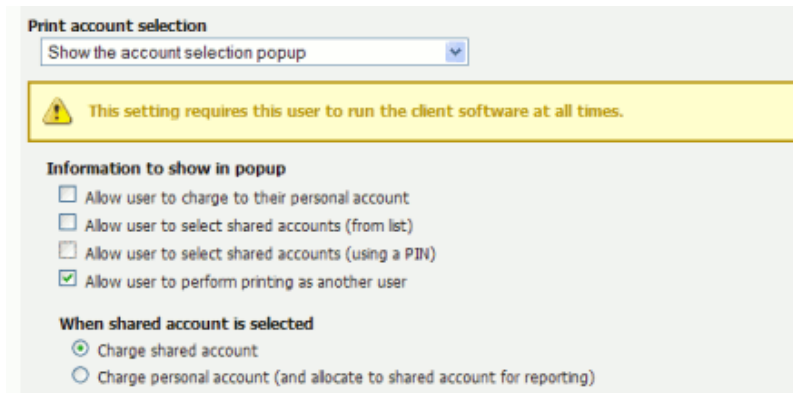 Print account selection
Show the account selection popup
This setting requires this user to run the client software at all times.
Information to show in popup
Allow user to charge to their personal account
Allow user to select shared accounts (from list)
Allow user to select shared accounts (using a PIN)
Allow user to perform printing as another user
When shared account is selected
Charge shared account
Charge personal account (and allocate to shared account for reporting)